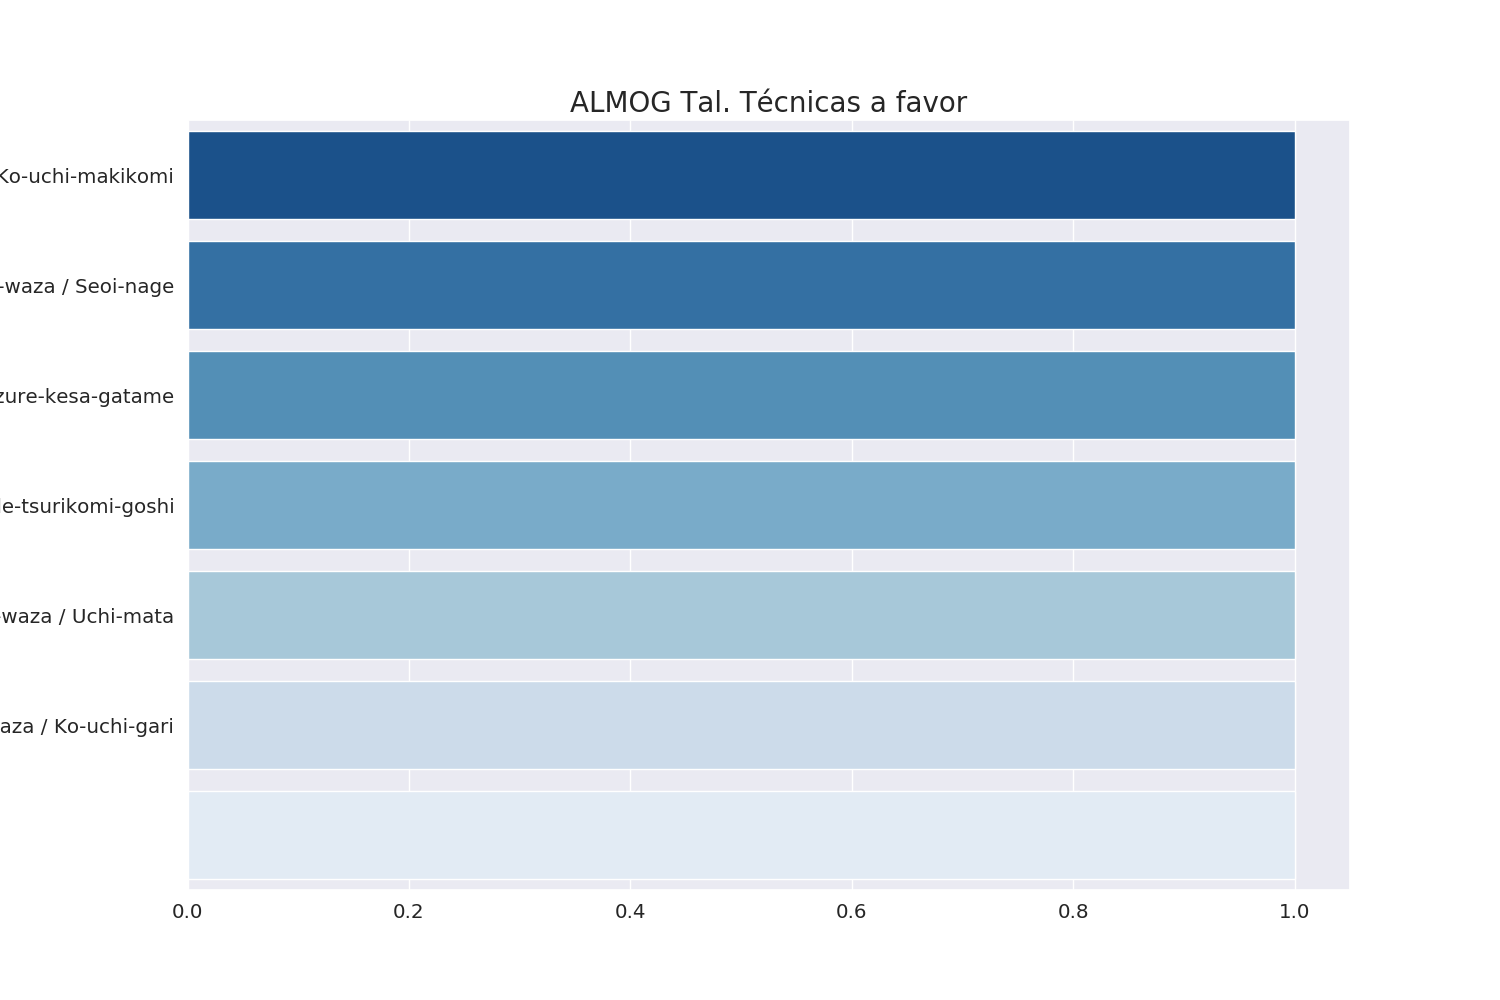 ALMOG Tal. Técnicas a favor
Ko-uchi-makikomi
-waza / Seoi-nage
zure-kesa-gatame
le-tsurikomi-goshi
-waza / Uchi-mata
aza / Ko-uchi-gari
0.0 0.2 0.4 0.6 0.8 1.0